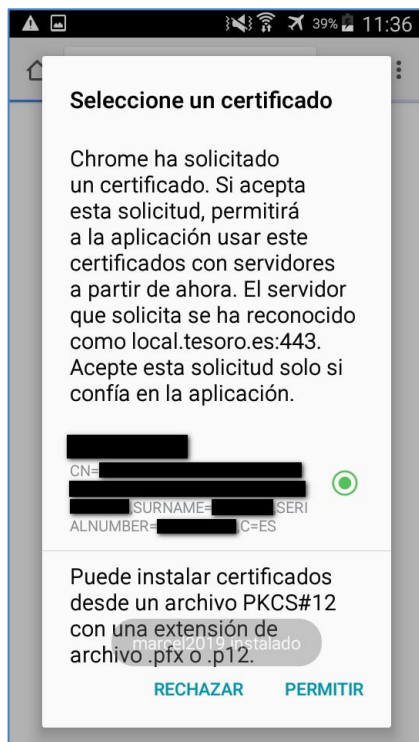 39% 11:36
Seleccione un certificado
Chrome ha solicitado
un certificado. Si acepta
esta solicitud, permitirá
a la aplicación usar este
certificados con servidores
a partir de ahora. El servidor
que solicita se ha reconocido
como local.tesoro.es:443.
Acepte esta solicitud solo si
confía en la aplicación.
CN=
SURNAME= SERI
ALNUMBER= ,C=ES
Puede instalar certificados
desde un archivo PKCS#12
con una extensión de
marcel2019 instalado
archivo .pfx o .p12.
RECHAZAR PERMITIR